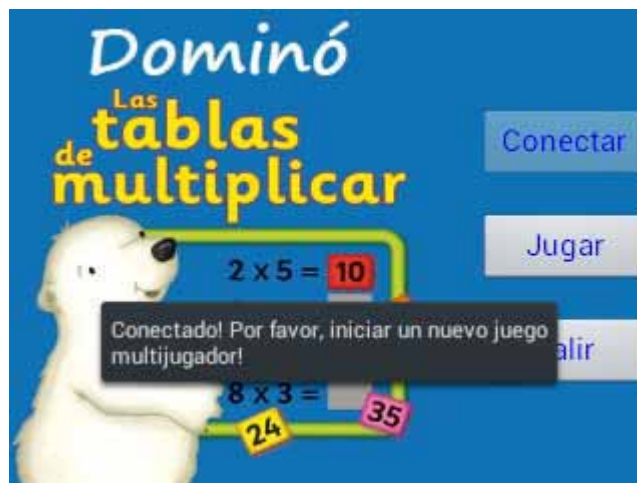 Dominó
Las
tablas
de
multiplicar
Conectar
Jugar
2 x 5 = 10
Conectado! Por favor, iniciar un nuevo juego
multijugador!
alir
8 x 3 =
24
35